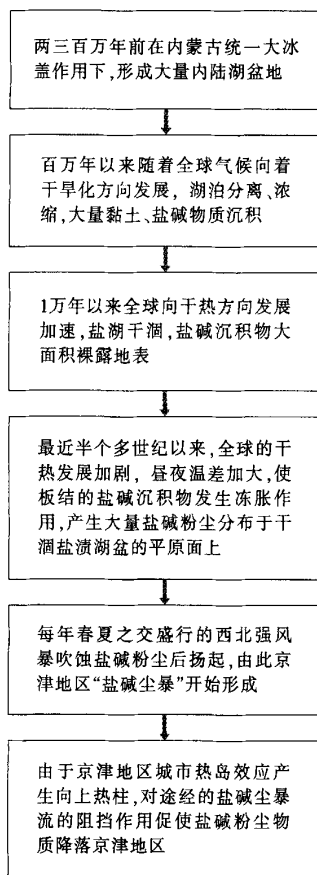 两三百万年前在内蒙古统一大冰
盖作用下,形成大量内陆湖盆地
百万年以来随着全球气候向着
干旱化方向发展, 湖泊分离、浓
缩,大量黏土、盐碱物质沉积
1万年以来全球向干热方向发展
加速,盐湖干涸,盐碱沉积物大
面积裸露地表
最近半个多世纪以来,全球的干
热发展加剧, 昼夜温差加大,使
板结的盐碱沉积物发生冻胀作
用,产生大量盐碱粉尘分布于干
涸盐渍湖盆的平原面上
每年春夏之交盛行的西北强风
暴吹蚀盐碱粉尘后扬起,由此京
津地区“盐碱尘暴”开始形成
由于京津地区城市热岛效应产
生向上热柱,对途经的盐碱尘暴
流的阻挡作用促使盐碱粉尘物
质降落京津地区